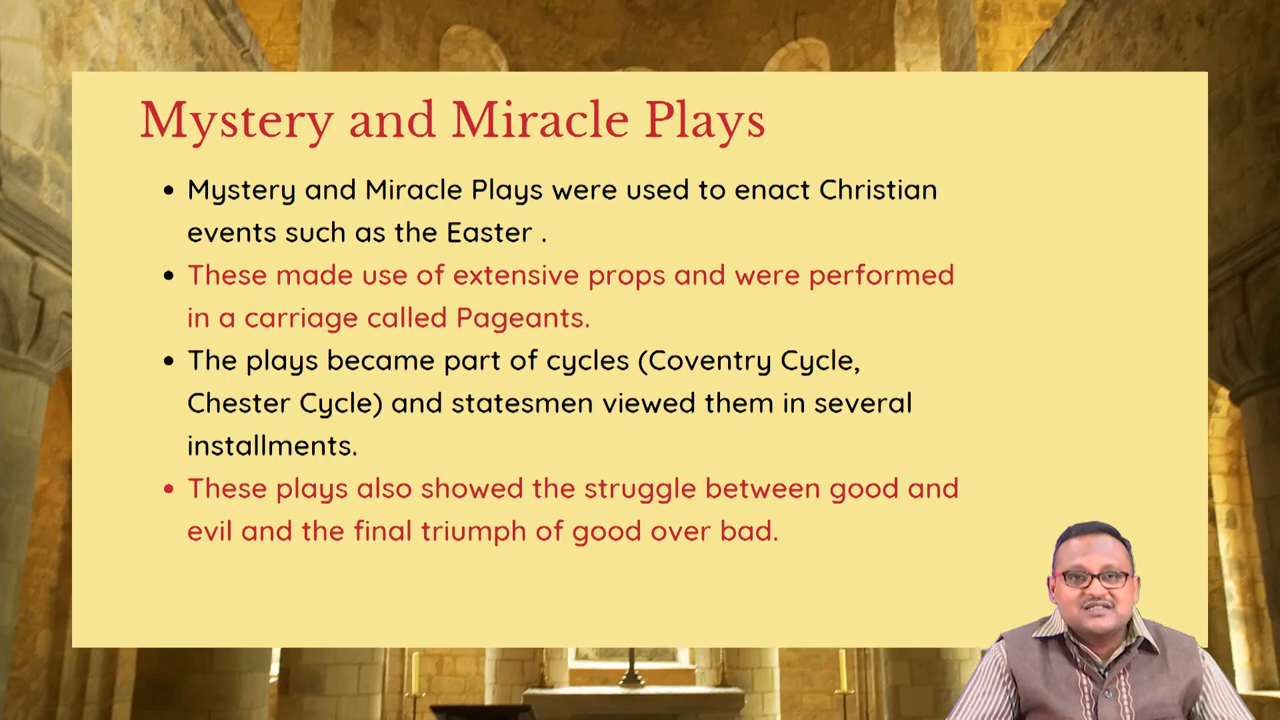 Mystery and Miracle Plays
• Mystery and Miracle Plays were used to enact Christian
events such as the Easter .
• These made use of extensive props and were performed
in a carriage called Pageants.
• The plays became part of cycles (Coventry Cycle,
Chester Cycle) and statesmen viewed them in several
installments.
• These plays also showed the struggle between good and
evil and the final triumph of good over bad.